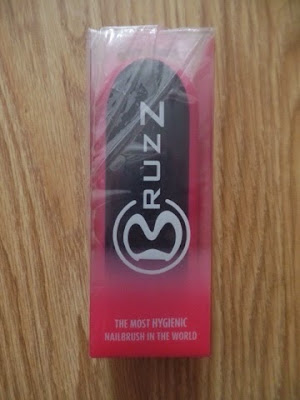 BRUZZ
THE MOST HYGIENIC
NAILBRUSH IN THE WORLD